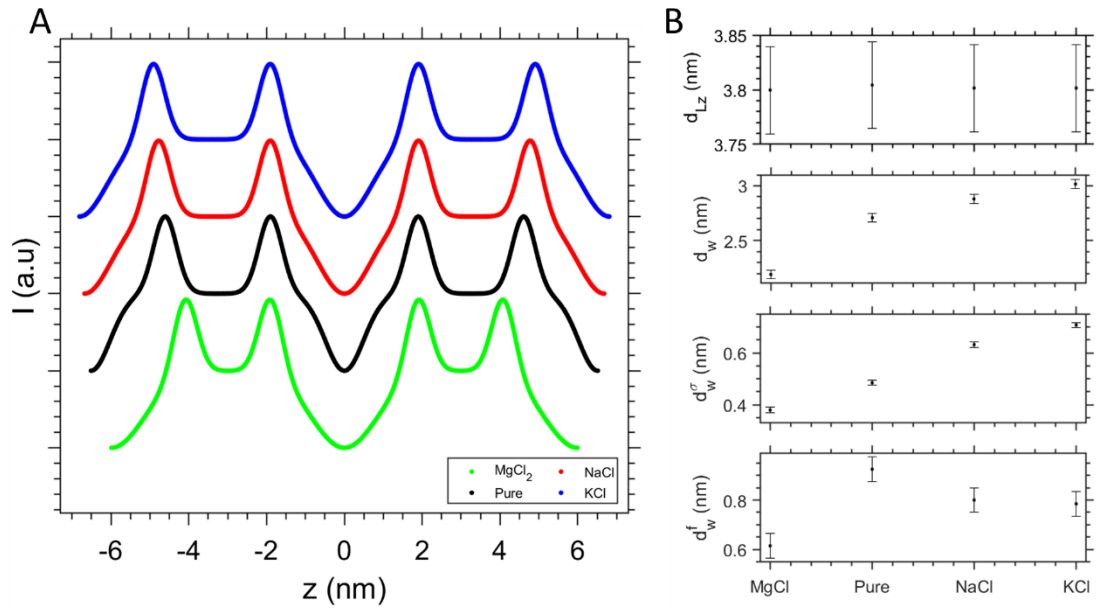 A
I (a.u)
-6 -4 -2 0 2 4 6
z (nm)
MgCl2 NaCl
Pure KCl
B
3.85
3.8
3.75
dLz (nm)
3
2.5
dw (nm)
0.6
0.4
dwσ (nm)
0.8
0.6
dwf (nm)
MgCl Pure NaCl KCl